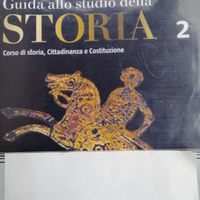 Guida allo studio della
STORIA 2
Corso di storia, Cittadinanza e Costituzione